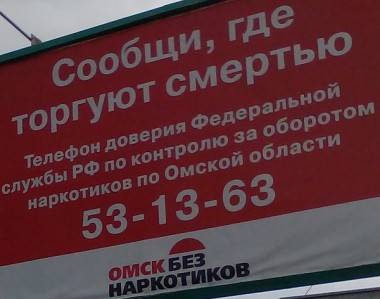 Сообщи, где
торгуют смертью
Телефон доверия Федеральной
службы РФ по контролю за оборотом
наркотиков по Омской области
53-13-63
ОМСК БЕЗ
НАРКОТИКОВ